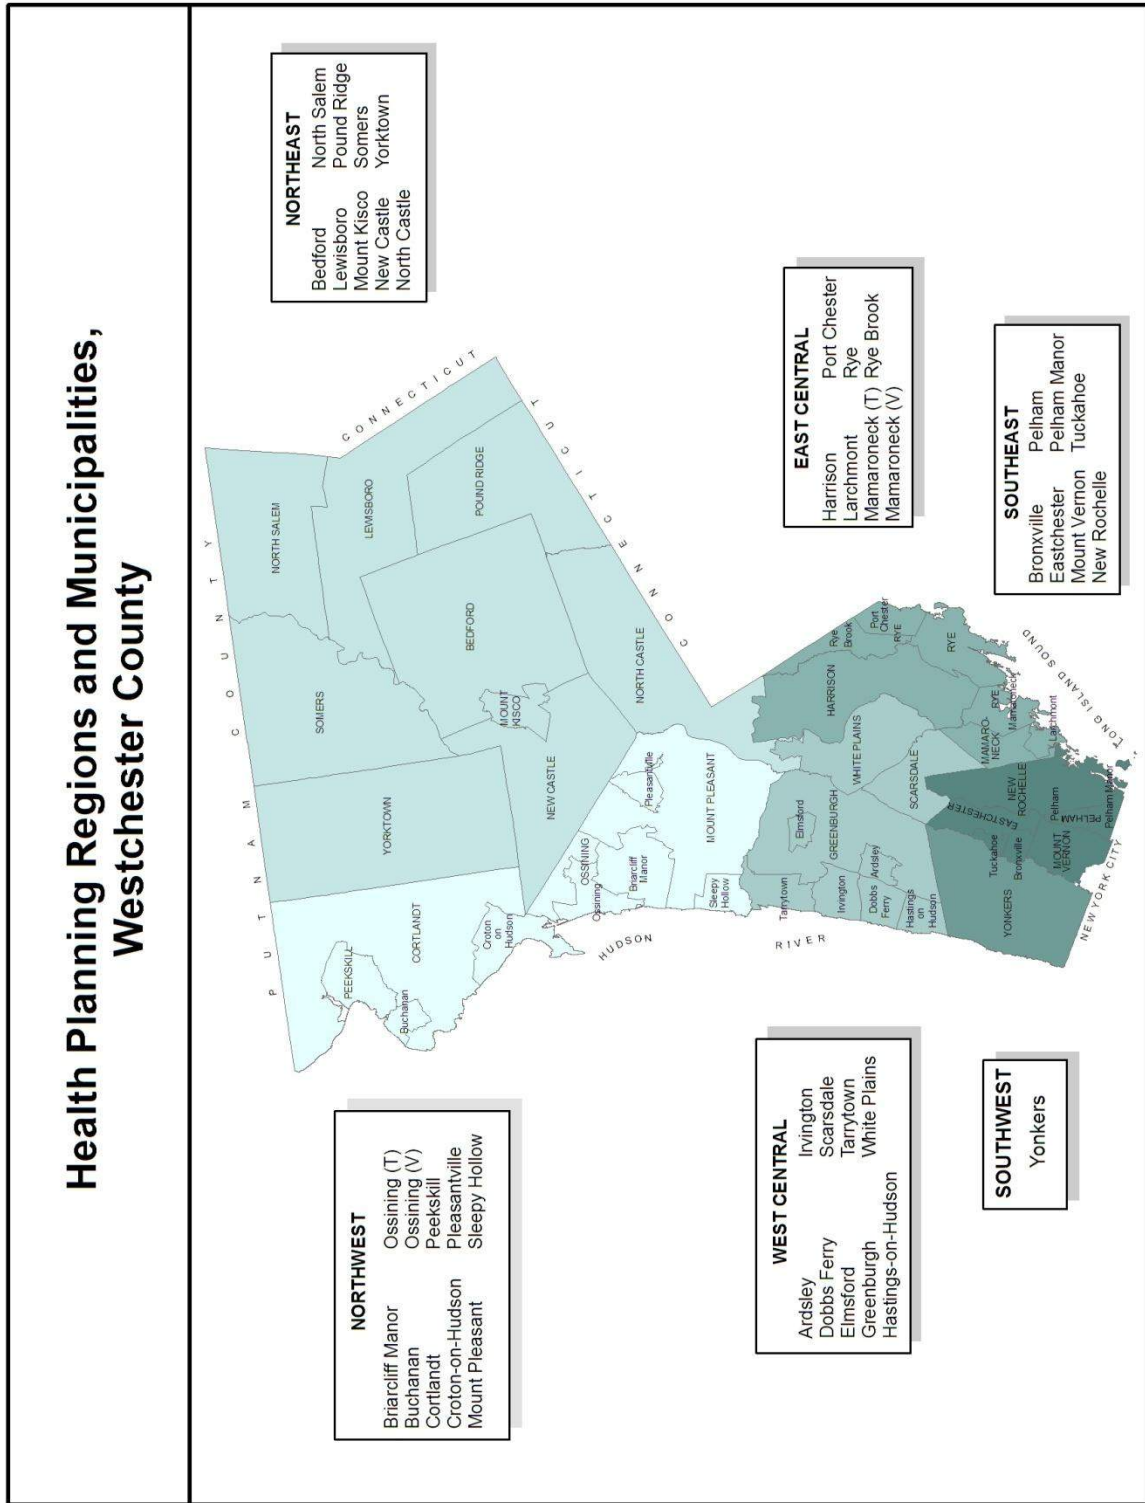 Health Planning Regions and Municipalities,
Westchester County
NORTHWEST
Briarcliff Manor Ossining (T)
Buchanan Ossining (V)
Cortlandt Peekskill
Croton-on-Hudson Pleasantville
Mount Pleasant Sleepy Hollow
NORTHEAST
Bedford North Salem
Lewisboro Pound Ridge
Mount Kisco Somers
New Castle Yorktown
North Castle
PUTNAM COUNTY
CONNECTICUT
NORTH SALEM
SOMERS
LEWISBORO
YORKTOWN
PEEKSKILL
CORTLANDT
Buchanan
POUND RIDGE
BEDFORD
MOUNT
KISCO
Croton
on
Hudson
NEW CASTLE
CONNECTICUT
OSSINING
Ossining
NORTH CASTLE
Briarcliff
Manor
Pleasantville
HUDSON
MOUNT PLEASANT
Sleepy
Hollow
WEST CENTRAL
Ardsley Irvington
Dobbs Ferry Scarsdale
Elmsford Tarrytown
Greenburgh White Plains
Hastings-on-Hudson
EAST CENTRAL
Harrison Port Chester
Larchmont Rye
Mamaroneck (T) Rye Brook
Mamaroneck (V)
RIVER
Tarrytown
Elmsford
HARRISON
Rye
Brook
GREENBURGH
Irvington
WHITE PLAINS
Port
Chester
RYE
Dobbs
Ferry
Ardsley
Hastings
on
Hudson
SCARSDALE
RYE
MAMARO-
NECK
RYE
Mamaroneck
Larchmont
LONG ISLAND SOUND
YONKERS
Tuckahoe
EASTCHESTER
NEW
ROCHELLE
Bronxville
Pelham
MOUNT
VERNON
PELHAM
Pelham Manor
NEW YORK CITY
SOUTHWEST
Yonkers
SOUTHEAST
Bronxville Pelham
Eastchester Pelham Manor
Mount Vernon Tuckahoe
New Rochelle